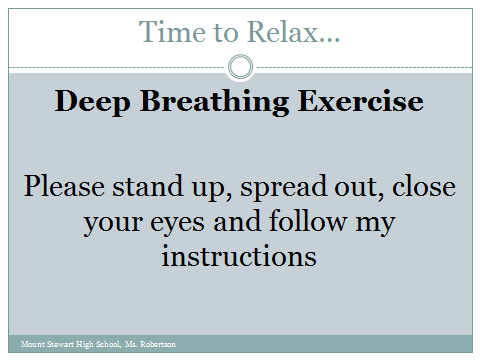 Time to Relax...
Deep Breathing Exercise
Please stand up, spread out, close
your eyes and follow my
instructions
Mount Stewart High School, Ms. Robertson